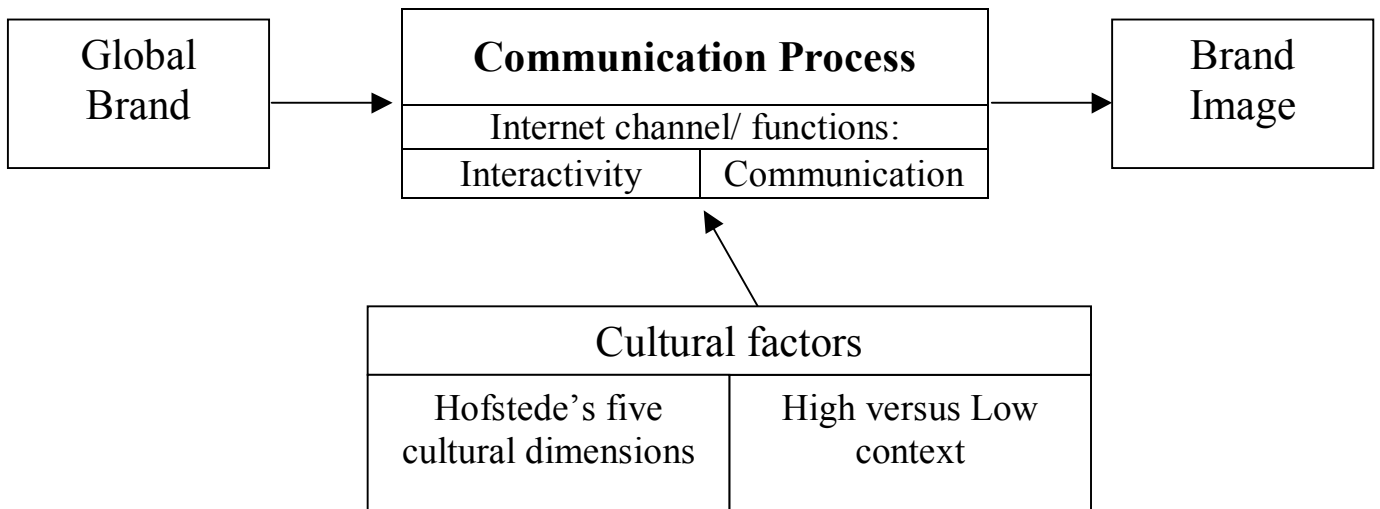 Global
Brand
Communication Process
Internet channel/ functions:
Interactivity
Communication
Brand
Image
Cultural factors
Hofstede’s five
cultural dimensions
High versus Low
context